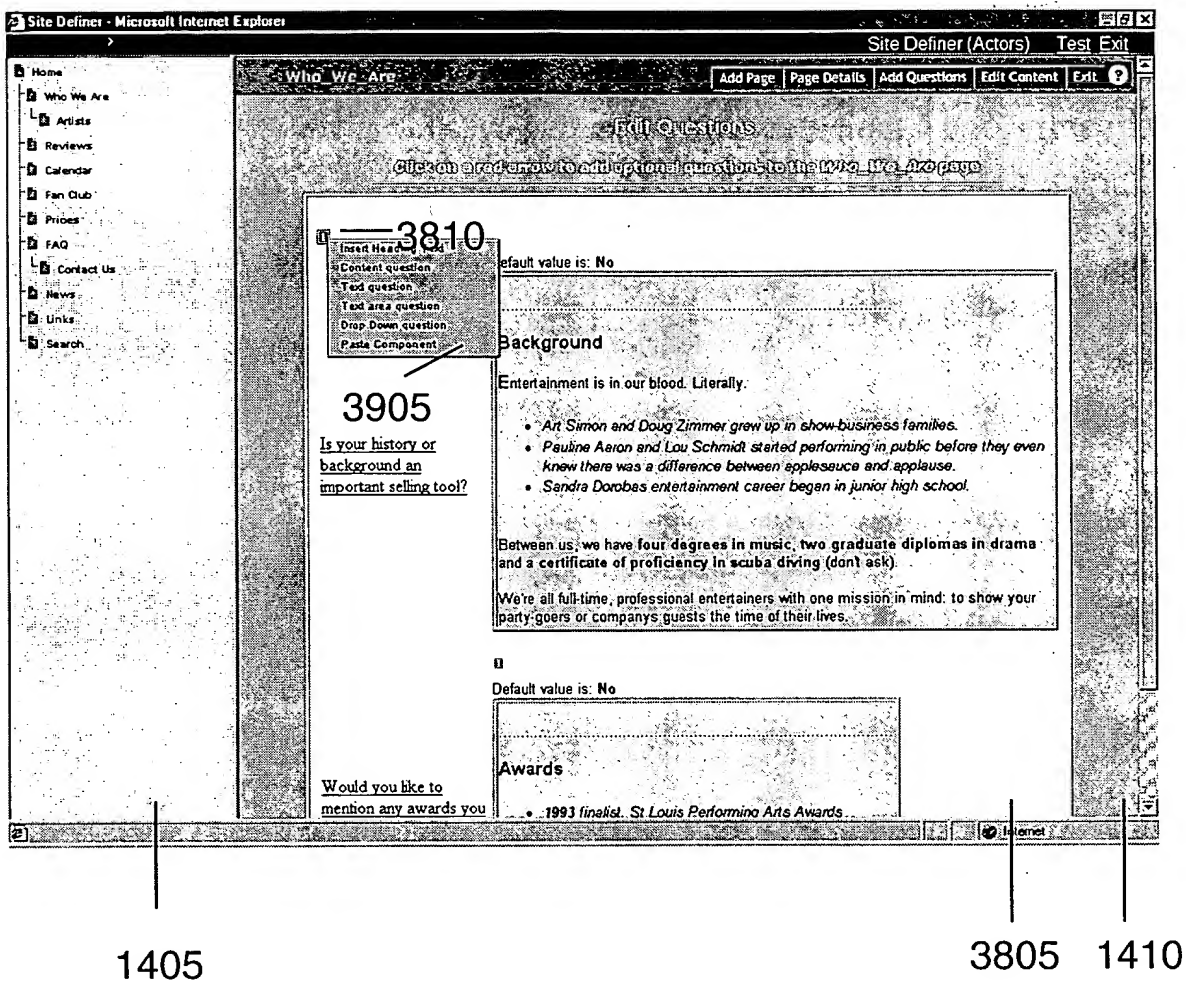 Site Definer - Microsoft Internet Explorer
Site Definer (Actors) Test Exit
Home
Who We Are
Artists
Reviews
Calendar
Fan Club
Prices
FAQ
Contact Us
News
Links
Search
Who_We_Are
Add Page Page Details Add Questions Edit Content Exit ?
Edit Questions
Click on a red arrow to add optional questions to the Who_We_Are page
3810
Insert Heading Text
Content question
Text question
Text area question
Drop Down question
Paste Component
3905
efault value is: No
Background
Entertainment is in our blood. Literally.
• Art Simon and Doug Zimmer grew up in show-business families.
• Pauline Aaron and Lou Schmidt started performing in public before they even
knew there was a difference between applesauce and applause.
• Sandra Dorobas entertainment career began in junior high school.
Is your history or
background an
important selling tool?
Between us, we have four degrees in music, two graduate diplomas in drama
and a certificate of proficiency in scuba diving (dont ask).
We're all full-time, professional entertainers with one mission in mind: to show your
party-goers or companys guests the time of their lives.
Default value is: No
Awards
• 1993 finalist, St Louis Performing Arts Awards
Would you like to
mention any awards you
Internet
1405
3805
1410